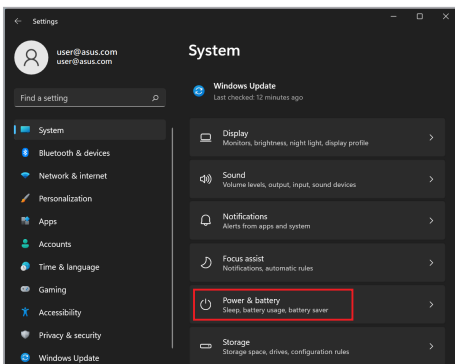 Settings
user@asus.com
user@asus.com
Find a setting
System
Bluetooth & devices
Network & internet
Personalization
Apps
Accounts
Time & language
Gaming
Accessibility
Privacy & security
Windows Update
System
Windows Update
Last checked: 12 minutes ago
Display
Monitors, brightness, night light, display profile
Sound
Volume levels, output, input, sound devices
Notifications
Alerts from apps and system
Focus assist
Notifications, automatic rules
Power & battery
Sleep, battery usage, battery saver
Storage
Storage space, drives, configuration rules